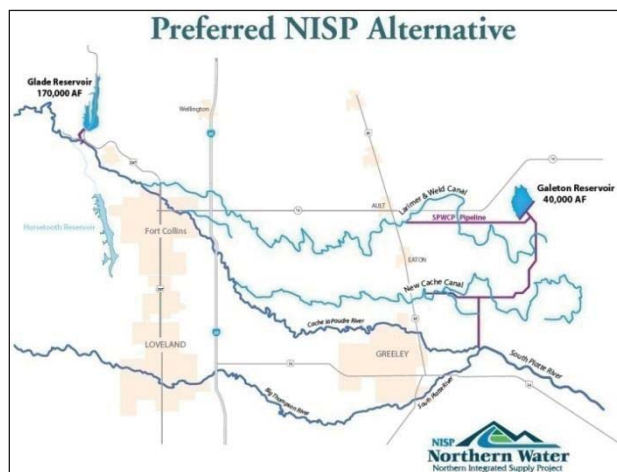 Preferred NISP Alternative
Glade Reservoir
170,000 AF
Wellington
Larimer & Weld Canal
Galeton Reservoir
40,000 AF
AULT
SPWCP Pipeline
Horsetooth Reservoir
Fort Collins
EATON
New Cache Canal
Cache la Poudre River
LOVELAND
GREELEY
South Platte River
Big Thompson River
South Platte River
NISP
Northern Water
Northern Integrated Supply Project